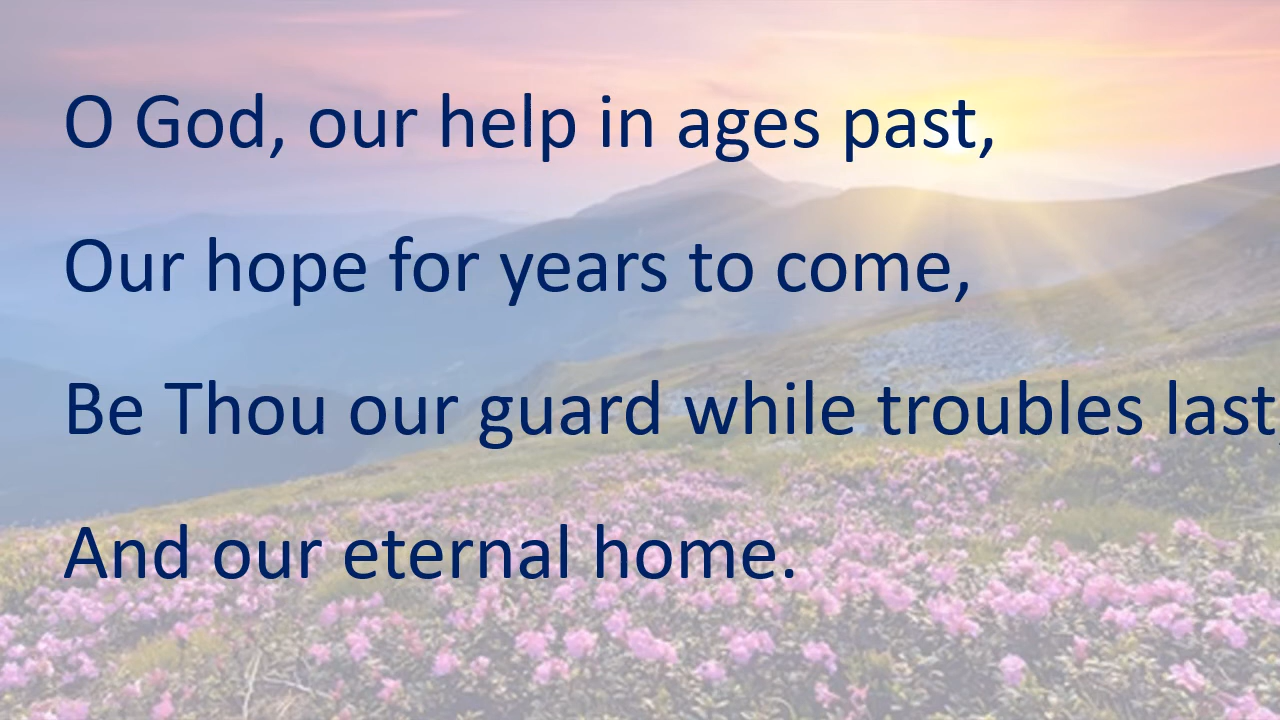 O God, our help in ages past,
Our hope for years to come,
Be Thou our guard while troubles last,
And our eternal home.